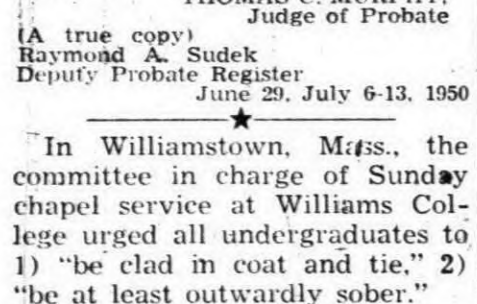 THOMAS C. MURPHY,
Judge of Probate
(A true copy)
Raymond A. Sudek
Deputy Probate Register
June 29, July 6-13, 1950
In Williamstown, Mass., the
committee in charge of Sunday
chapel service at Williams Col-
lege urged all undergraduates to
1) "be clad in coat and tie," 2)
"be at least outwardly sober."